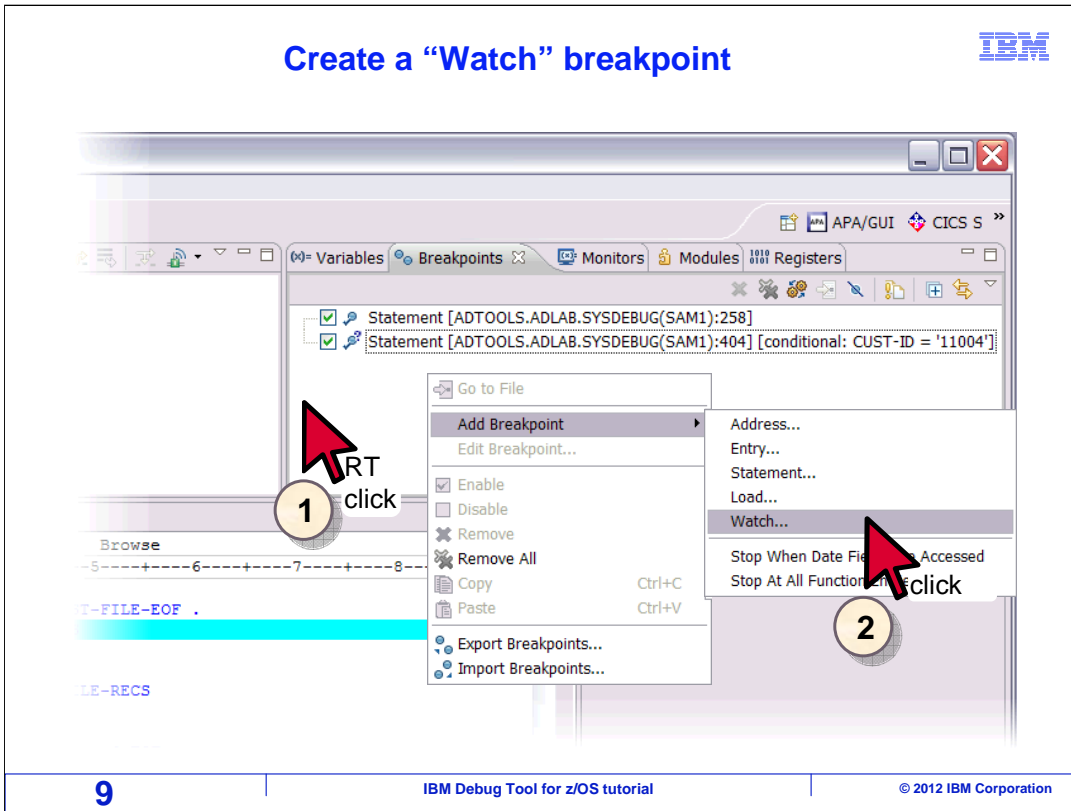 Create a “Watch” breakpoint
IBM
APA/GUI CICS S »
(x)= Variables Breakpoints Monitors Modules 1010 0101 Registers
Statement [ADTOOLS.ADLAB.SYSDEBUG(SAM1):258]
Statement [ADTOOLS.ADLAB.SYSDEBUG(SAM1):404] [conditional: CUST-ID = '11004']
Go to File
Add Breakpoint
Edit Breakpoint...
Enable
Disable
Remove
Remove All
Copy Ctrl+C
Paste Ctrl+V
Export Breakpoints...
Import Breakpoints...
Address...
Entry...
Statement...
Load...
Watch...
Stop When Date Accessed
Stop At All Function
RT
click
1
click
2
Browse
--5----+----6----+----7----+----8--
T-FILE-EOF .
LE-RECS
9
IBM Debug Tool for z/OS tutorial
© 2012 IBM Corporation